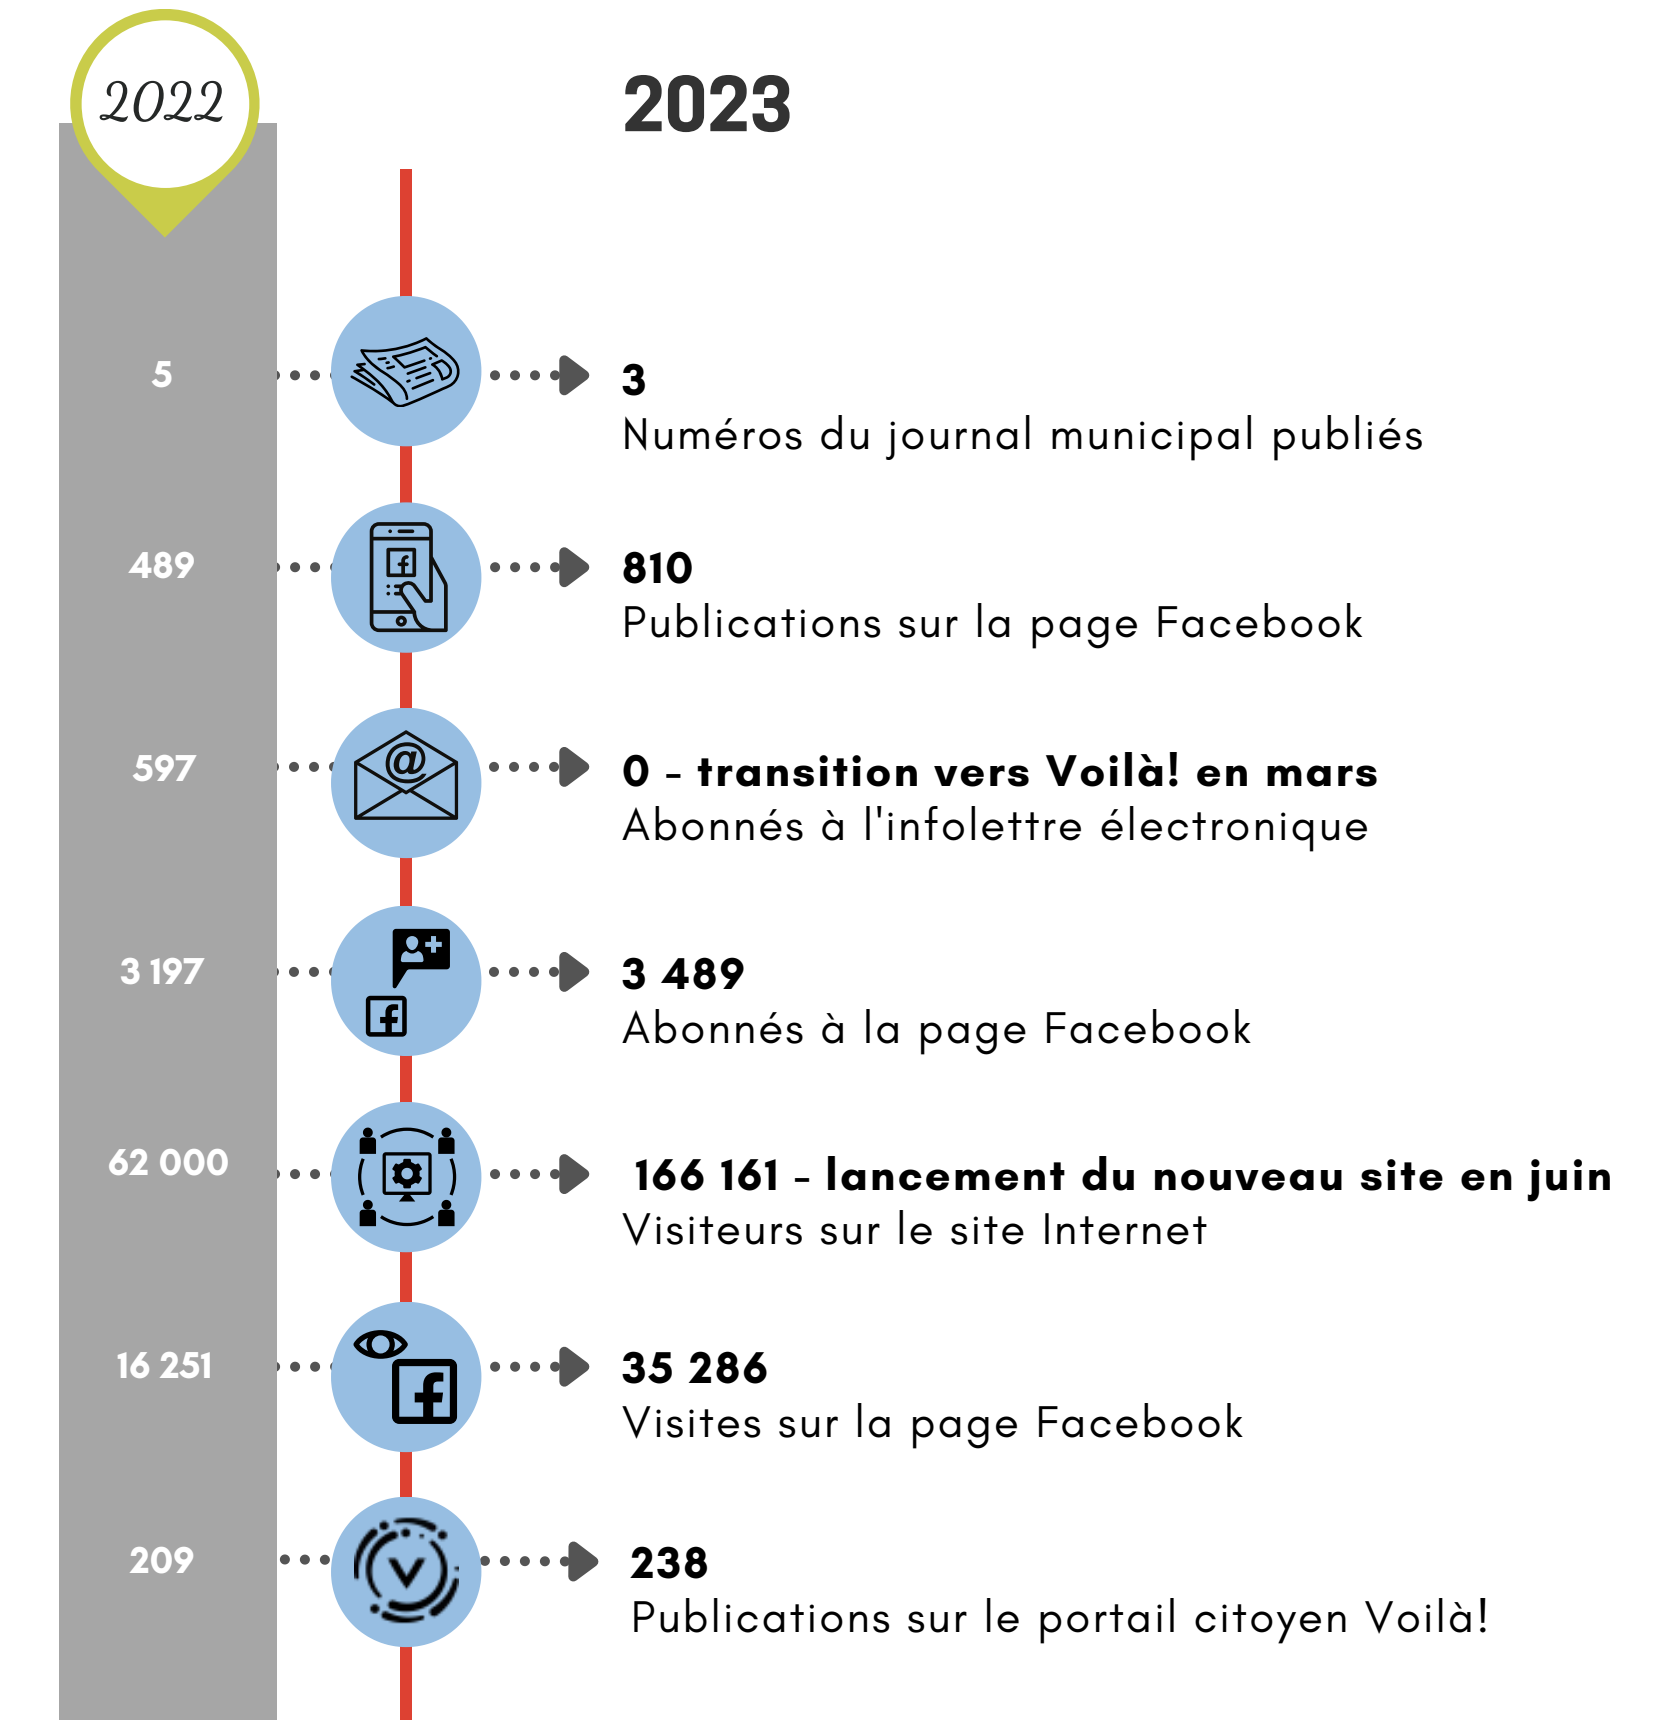 2022
2023
5
3
Numéros du journal municipal publiés
489
810
Publications sur la page Facebook
597
0 - transition vers Voilà! en mars
Abonnés à l'infolettre électronique
3 197
3 489
Abonnés à la page Facebook
62 000
166 161 - lancement du nouveau site en juin
Visiteurs sur le site Internet
16 251
35 286
Visites sur la page Facebook
209
238
Publications sur le portail citoyen Voilà!